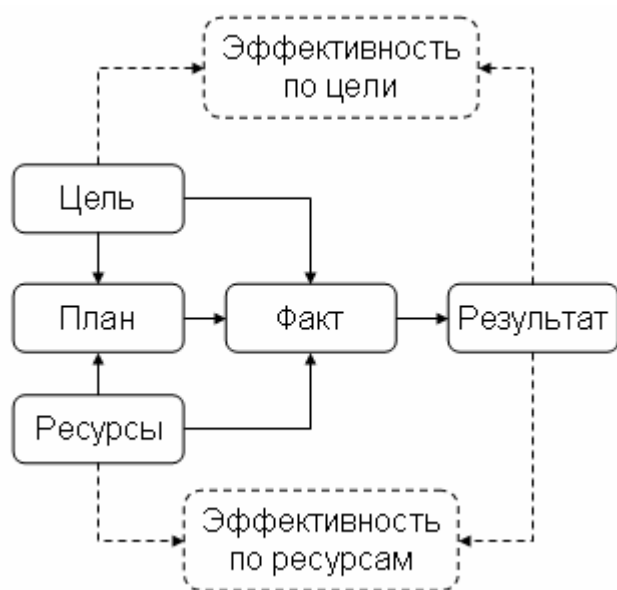 Эффективность
по цели
Цель
План
Факт
Результат
Ресурсы
Эффективность
по ресурсам